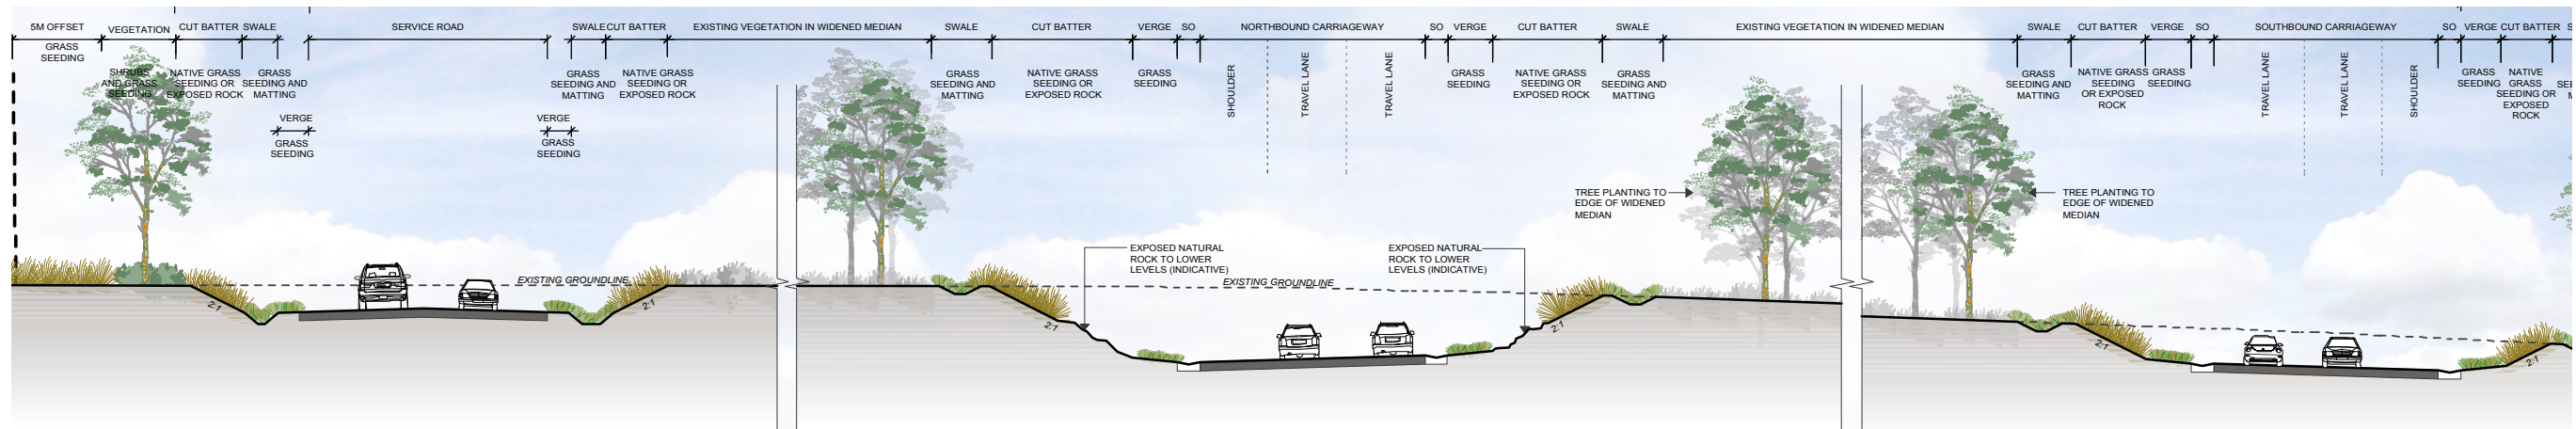 5M OFFSET
VEGETATION
CUT BATTER
SWALE
SERVICE ROAD
SWALE
CUT BATTER
EXISTING VEGETATION IN WIDENED MEDIAN
SWALE
CUT BATTER
VERGE
SO
NORTHBOUND CARRIAGEWAY
SO
VERGE
CUT BATTER
SWALE
EXISTING VEGETATION IN WIDENED MEDIAN
SWALE
CUT BATTER
VERGE
SO
SOUTHBOUND CARRIAGEWAY
SO
VERGE
CUT BATTER
GRASS
SEEDING
SHRUBS
AND GRASS
SEEDING
NATIVE GRASS
SEEDING OR
EXPOSED ROCK
GRASS
SEEDING AND
MATTING
VERGE
GRASS
SEEDING
VERGE
GRASS
SEEDING
GRASS
SEEDING AND
MATTING
NATIVE GRASS
SEEDING OR
EXPOSED ROCK
GRASS
SEEDING AND
MATTING
NATIVE GRASS
SEEDING OR
EXPOSED ROCK
GRASS
SEEDING
SHOULDER
TRAVEL LANE
TRAVEL LANE
GRASS
SEEDING
NATIVE GRASS
SEEDING OR
EXPOSED ROCK
GRASS
SEEDING AND
MATTING
GRASS
SEEDING AND
MATTING
NATIVE GRASS
SEEDING
OR EXPOSED
ROCK
GRASS
SEEDING
TRAVEL LANE
TRAVEL LANE
SHOULDER
GRASS
SEEDING
NATIVE
GRASS
SEEDING OR
EXPOSED
ROCK
TREE PLANTING TO
EDGE OF WIDENED
MEDIAN
TREE PLANTING TO
EDGE OF WIDENED
MEDIAN
EXPOSED NATURAL
ROCK TO LOWER
LEVELS (INDICATIVE)
EXPOSED NATURAL
ROCK TO LOWER
LEVELS (INDICATIVE)
EXISTING GROUNDLINE
EXISTING GROUNDLINE
2:1
2:1
2:1
2:1
2:1
2:1